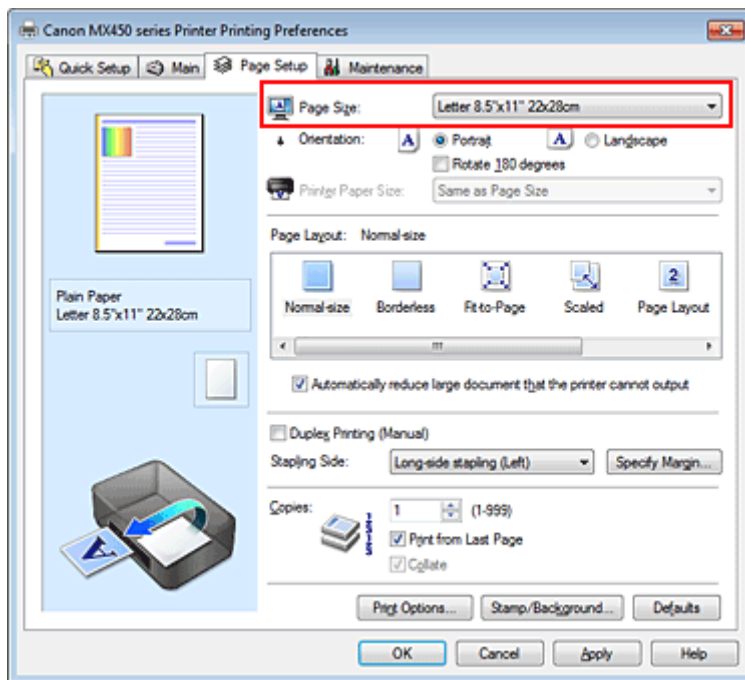 Canon MX450 series Printer Printing Preferences
Quick Setup Main Page Setup Maintenance
Page Size: Letter 8.5"x11" 22x28cm
Orientation: A Portrait A Landscape
Rotate 180 degrees
Printer Paper Size: Same as Page Size
Page Layout: Normal-size
2
Normal-size Borderless Fit-to-Page Scaled Page Layout
Plain Paper
Letter 8.5"x11" 22x28cm
Automatically reduce large document that the printer cannot output
Duplex Printing (Manual)
Stapling Side: Long-side stapling (Left) Specify Margin...
Copies: 1 (1-999)
Print from Last Page
Collate
A
Print Options... Stamp/Background... Defaults
OK Cancel Apply Help